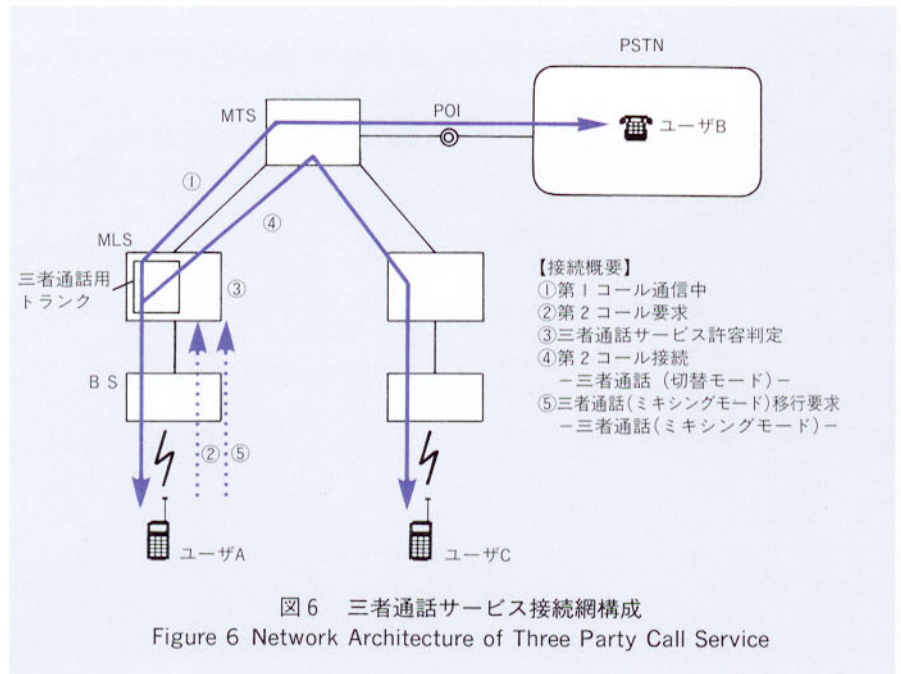 PSTN
MTS
POI
ユーザB
①
④
MLS
三者通話用
トランク
③
BS
②
⑤
ユーザA
ユーザC
【接続概要】
①第1コール通信中
②第2コール要求
③三者通話サービス許容判定
④第2コール接続
－三者通話（切替モード）－
⑤三者通話(ミキシングモード)移行要求
－三者通話(ミキシングモード)－
図6 三者通話サービス接続網構成
Figure 6 Network Architecture of Three Party Call Service